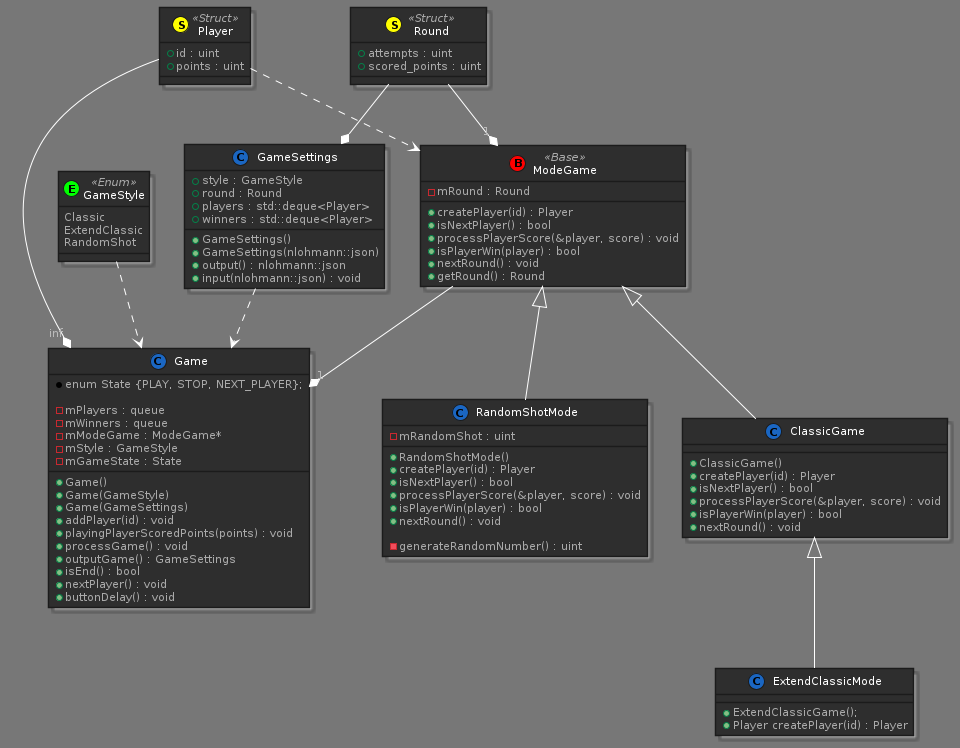 S
«Struct»
Player
id : uint
points : uint
S
«Struct»
Round
attempts : uint
scored_points : uint
E
«Enum»
GameStyle
Classic
ExtendClassic
RandomShot
C
GameSettings
style : GameStyle
round : Round
players : std::deque<Player>
winners : std::deque<Player>
GameSettings()
GameSettings(nlohmann::json)
output() : nlohmann::json
input(nlohmann::json) : void
1
B
«Base»
ModeGame
mRound : Round
createPlayer(id) : Player
isNextPlayer() : bool
processPlayerScore(&player, score) : void
isPlayerWin(player) : bool
nextRound() : void
getRound() : Round
inf
1
C
Game
enum State {PLAY, STOP, NEXT_PLAYER};
mPlayers : queue
mWinners : queue
mModeGame : ModeGame*
mStyle : GameStyle
mGameState : State
Game()
Game(GameStyle)
Game(GameSettings)
addPlayer(id) : void
playingPlayerScoredPoints(points) : void
processGame() : void
outputGame() : GameSettings
isEnd() : bool
nextPlayer() : void
buttonDelay() : void
C
RandomShotMode
mRandomShot : uint
RandomShotMode()
createPlayer(id) : Player
isNextPlayer() : bool
processPlayerScore(&player, score) : void
isPlayerWin(player) : bool
nextRound() : void
generateRandomNumber() : uint
C
ClassicGame
ClassicGame()
createPlayer(id) : Player
isNextPlayer() : bool
processPlayerScore(&player, score) : void
isPlayerWin(player) : bool
nextRound() : void
C
ExtendClassicMode
ExtendClassicGame();
Player createPlayer(id) : Player